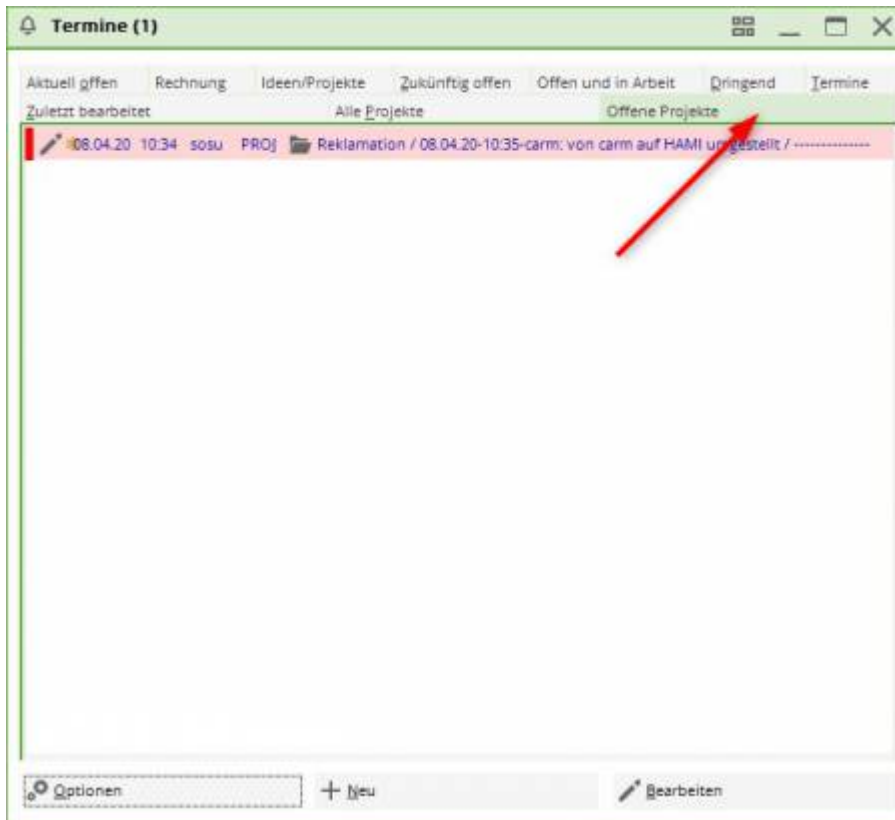 Termine (1)
Aktuell offen Rechnung Ideen/Projekte Zukünftig offen Offen und in Arbeit Dringend Termine
Zuletzt bearbeitet Alle Projekte Offene Projekte
08.04.20 10:34 sosu PROJ Reklamation / 08.04.20-10:35-carm: von carm auf HAMI umgestellt / ---------------
Optionen Neu Bearbeiten